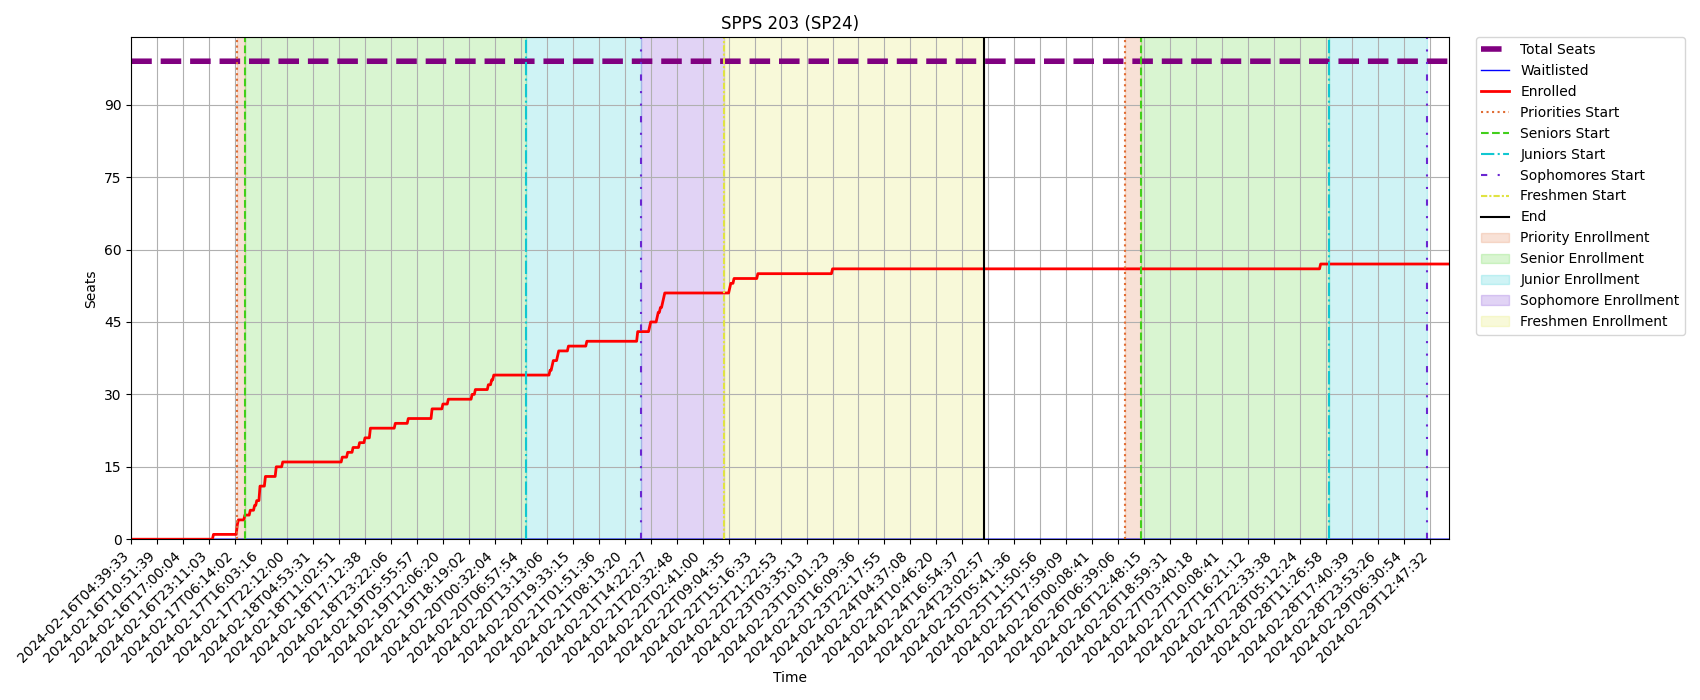 SPPS 203 (SP24)
Seats
90
75
60
45
30
15
0
2024-02-16T04:39:33
2024-02-16T10:51:39
2024-02-16T17:00:04
2024-02-16T23:11:03
2024-02-17T06:14:02
2024-02-17T16:03:16
2024-02-17T22:12:00
2024-02-18T04:53:31
2024-02-18T11:02:51
2024-02-18T17:12:38
2024-02-18T23:22:06
2024-02-19T05:55:57
2024-02-19T12:06:20
2024-02-19T18:19:02
2024-02-20T00:32:04
2024-02-20T06:57:54
2024-02-20T13:13:06
2024-02-20T19:33:15
2024-02-21T01:51:36
2024-02-21T08:13:20
2024-02-21T14:22:27
2024-02-21T20:32:48
2024-02-22T02:41:00
2024-02-22T09:04:35
2024-02-22T15:16:33
2024-02-22T21:22:53
2024-02-23T03:35:13
2024-02-23T10:01:23
2024-02-23T16:09:36
2024-02-23T22:17:55
2024-02-24T04:37:08
2024-02-24T10:46:20
2024-02-24T16:54:37
2024-02-24T23:02:57
2024-02-25T05:41:36
2024-02-25T11:50:56
2024-02-25T17:59:09
2024-02-26T00:08:41
2024-02-26T06:39:06
2024-02-26T12:48:15
2024-02-26T18:59:31
2024-02-27T03:40:18
2024-02-27T10:08:41
2024-02-27T16:21:12
2024-02-27T22:33:38
2024-02-28T05:12:24
2024-02-28T11:26:58
2024-02-28T17:40:39
2024-02-28T23:53:26
2024-02-29T06:30:54
2024-02-29T12:47:32
Time
Total Seats
Waitlisted
Enrolled
Priorities Start
Seniors Start
Juniors Start
Sophomores Start
Freshmen Start
End
Priority Enrollment
Senior Enrollment
Junior Enrollment
Sophomore Enrollment
Freshmen Enrollment